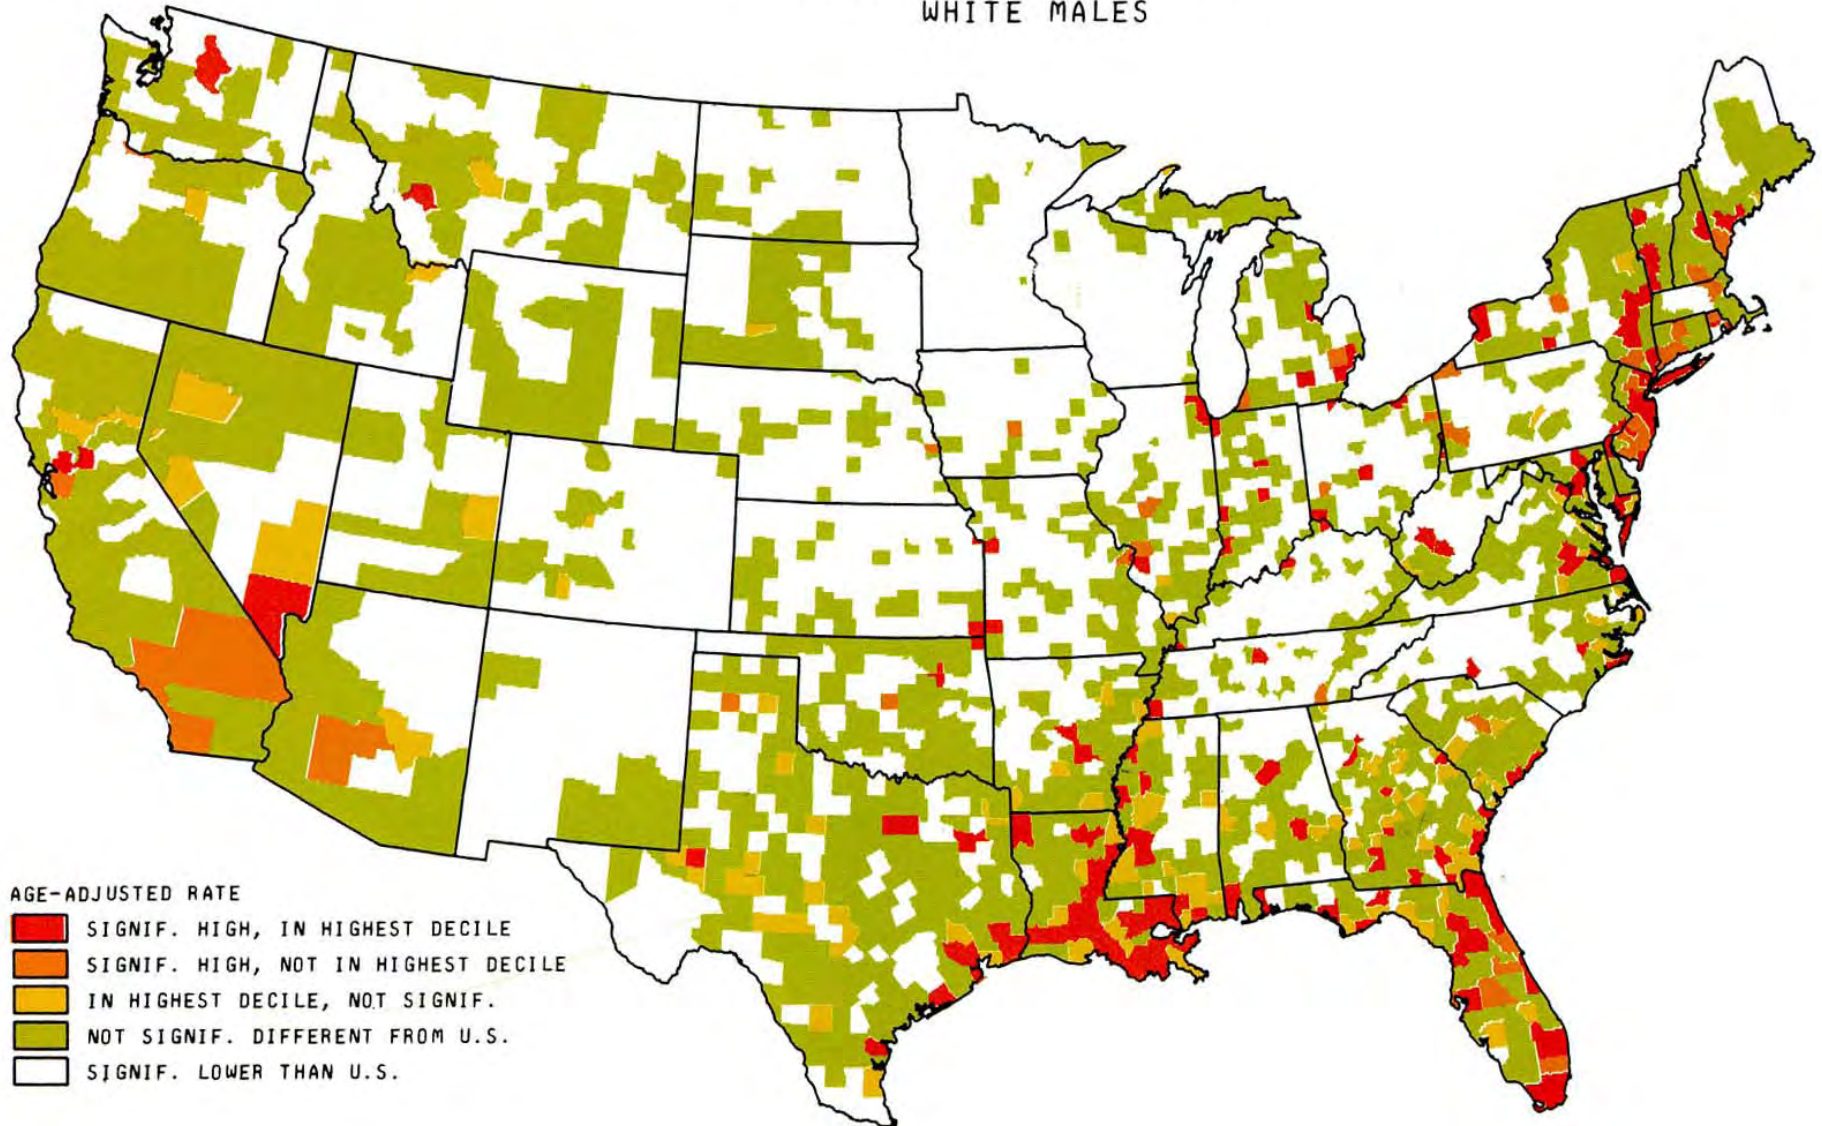 WHITE MALES
AGE-ADJUSTED RATE
SIGNIF. HIGH, IN HIGHEST DECILE
SIGNIF. HIGH, NOT IN HIGHEST DECILE
IN HIGHEST DECILE, NOT SIGNIF.
NOT SIGNIF. DIFFERENT FROM U.S.
SIGNIF. LOWER THAN U.S.